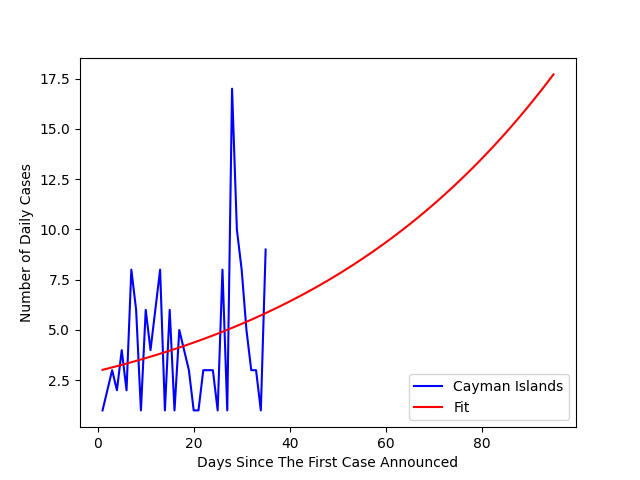 17.5
15.0
12.5
10.0
7.5
5.0
2.5
Number of Daily Cases
0 20 40 60 80
Days Since The First Case Announced
Cayman Islands
Fit